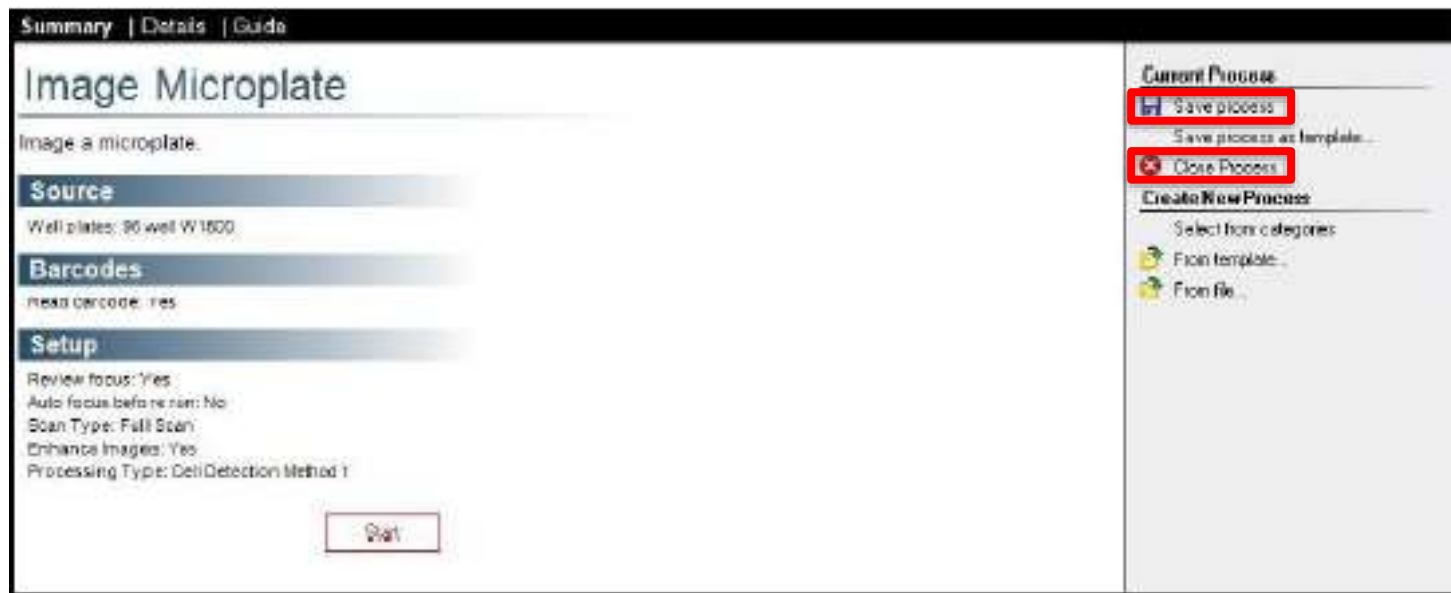 Summary | Details | Guide
Image Microplate
Image a microplate.
Source
Well plates: 96 well W1600
Barcodes
Read barcode: Yes
Setup
Review focus: Yes
Auto focus before run: No
Scan Type: Full Scan
Enhance Images: Yes
Processing Type: Cell Detection Method 1
Start
Current Process
Save process
Save process as template...
Close Process
Create New Process
Select from categories
From template...
From file...